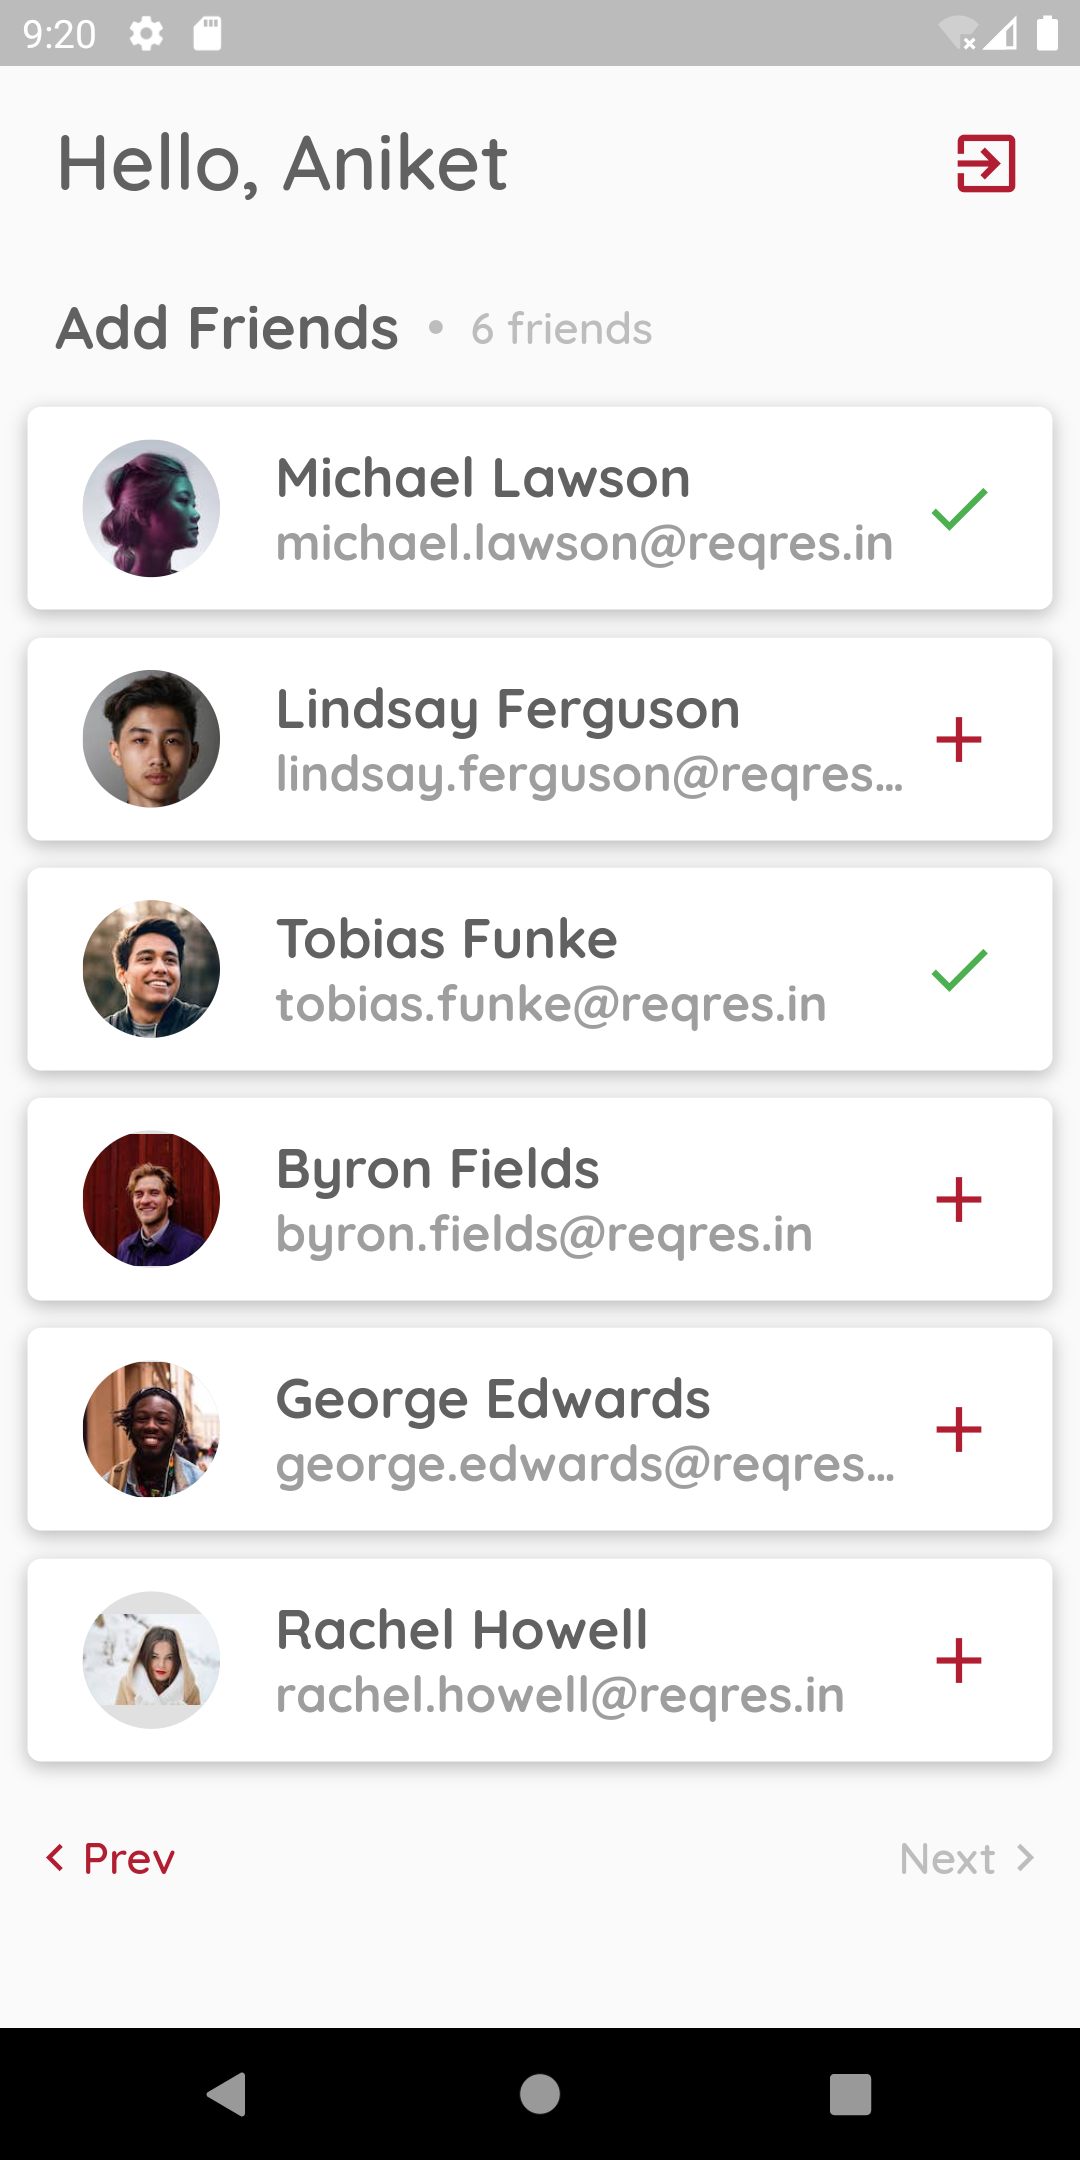 9:20
Hello, Aniket
Add Friends • 6 friends
Michael Lawson
michael.lawson@reqres.in
Lindsay Ferguson
lindsay.ferguson@reqres...
Tobias Funke
tobias.funke@reqres.in
Byron Fields
byron.fields@reqres.in
George Edwards
george.edwards@reqres...
Rachel Howell
rachel.howell@reqres.in
Prev
Next